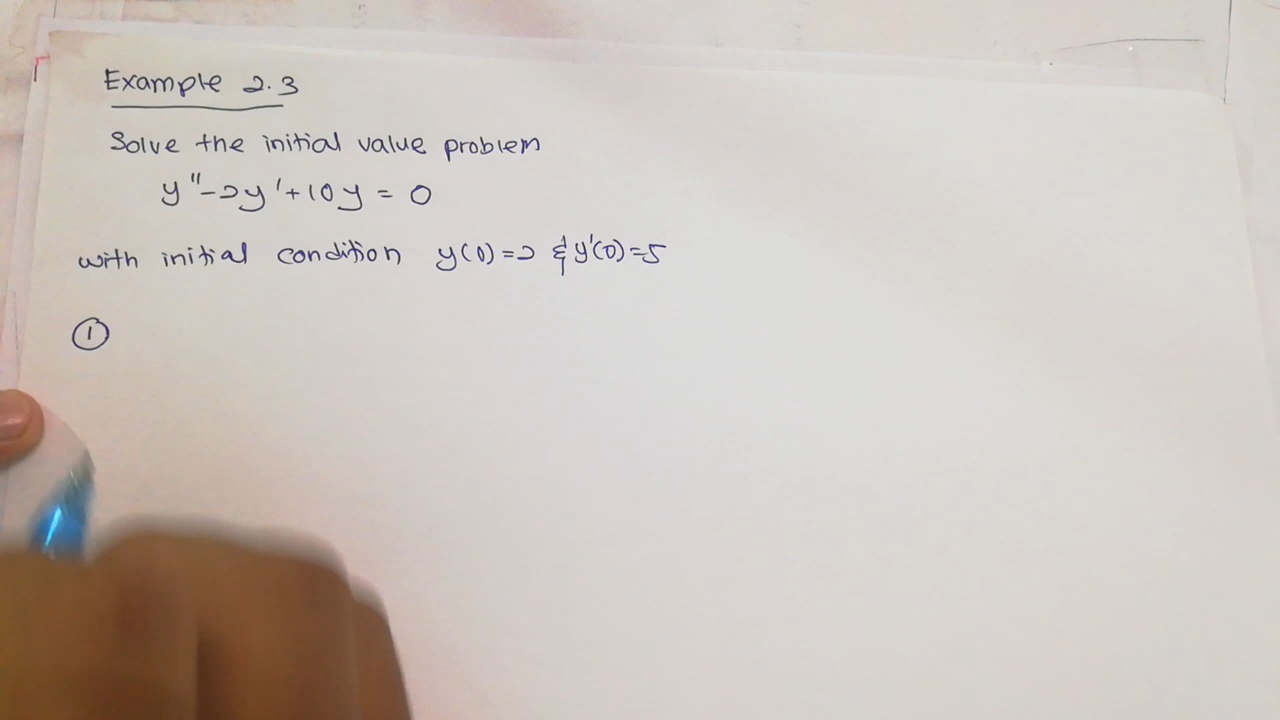 Example 2.3
Solve the initial value problem
y"-2y'+10y = 0
with initial condition y(0)=2 & y'(0)=5
①